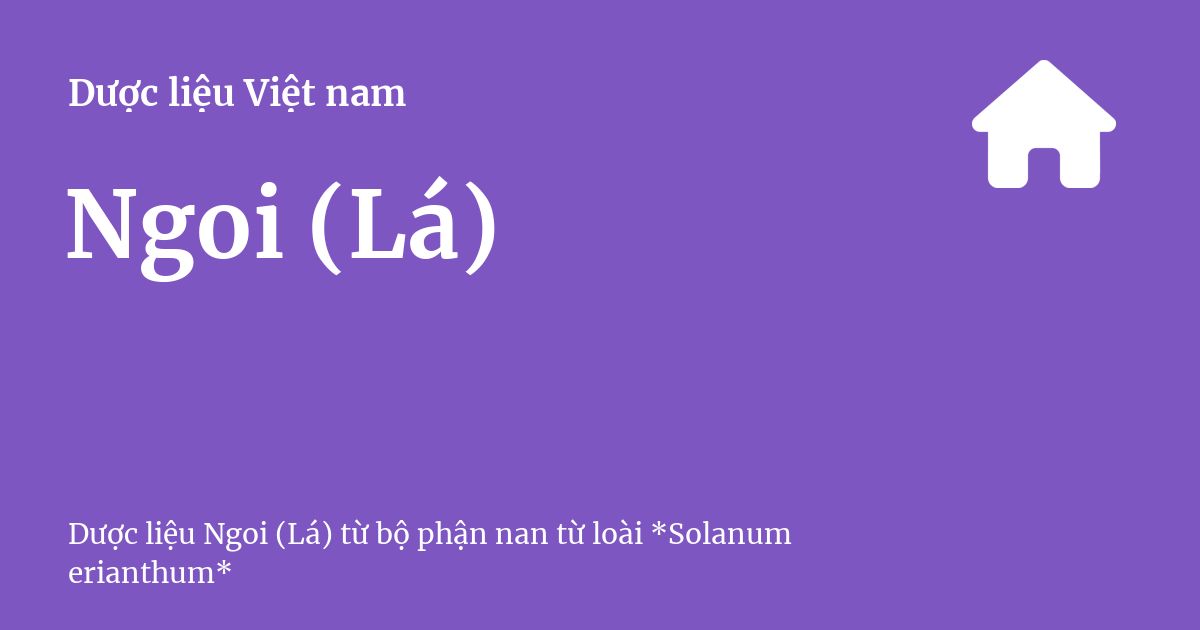 Dược liệu Việt nam
Ngoi (Lá)
Dược liệu Ngoi (Lá) từ bộ phận nan từ loài *Solanum
erianthum*